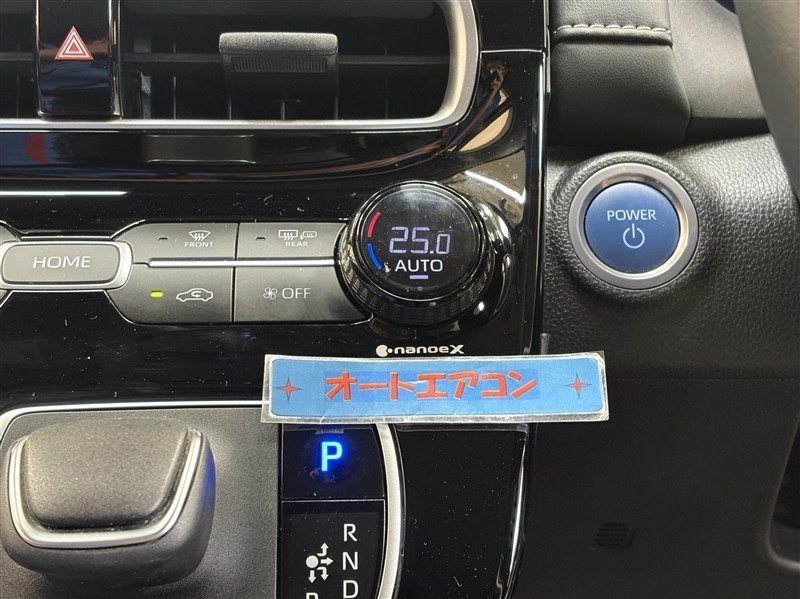 POWER
25.0
AUTO
FRONT
REAR
HOME
OFF
nanoeX
オートエアコン
P
R
N
D